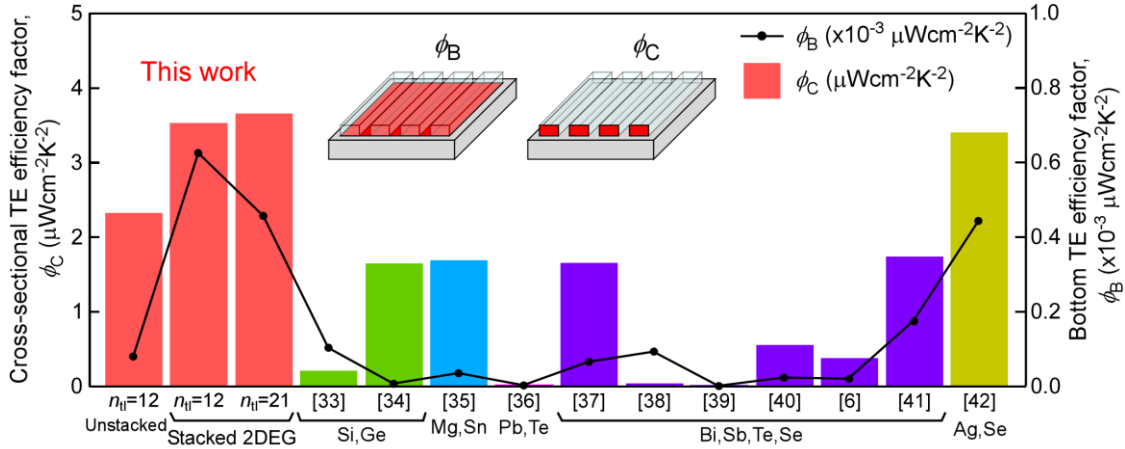 Cross-sectional TE efficiency factor,
ϕC (μWcm-2K-2)
5
4
3
2
1
0
This work
ϕB
ϕC
ϕB (x10-3 μWcm-2K-2)
ϕC (μWcm-2K-2)
1.0
0.8
0.6
0.4
0.2
0.0
Bottom TE efficiency factor,
ϕB (x10-3 μWcm-2K-2)
ntl=12 ntl=12 ntl=21 [33] [34] [35] [36] [37] [38] [39] [40] [6] [41] [42]
Unstacked Stacked 2DEG Si,Ge Mg,Sn Pb,Te Bi,Sb,Te,Se Ag,Se